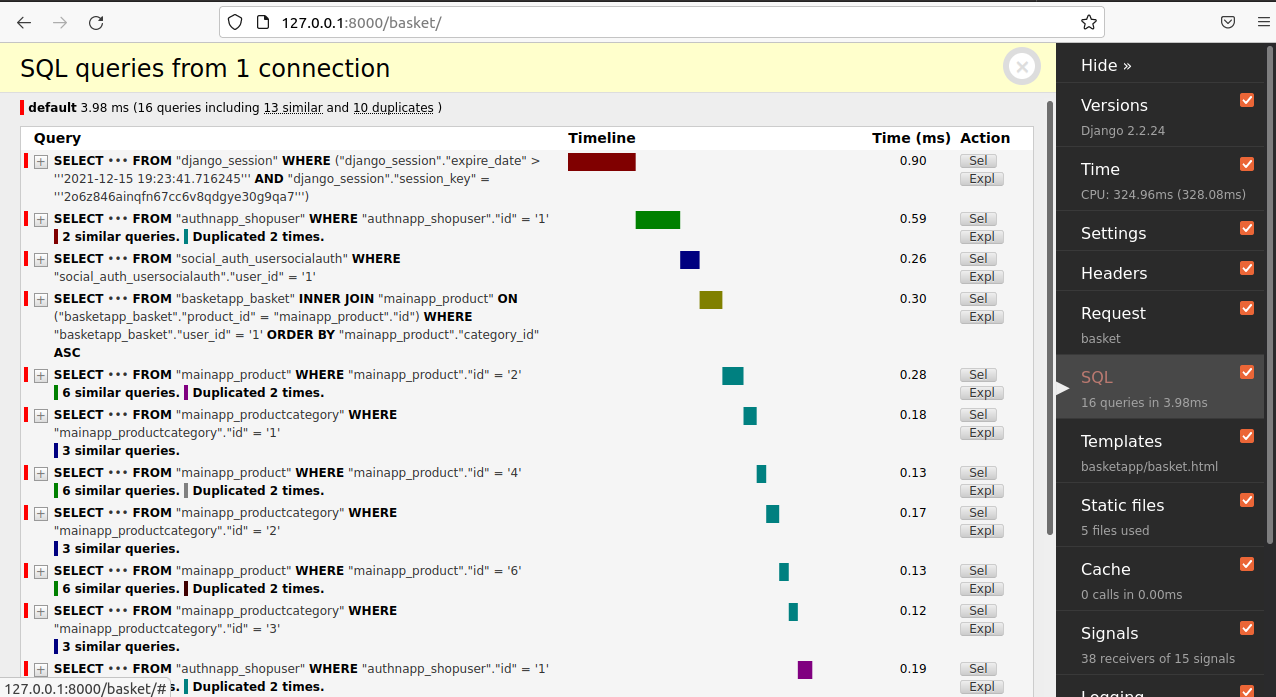 127.0.0.1:8000/basket/
SQL queries from 1 connection
default 3.98 ms (16 queries including 13 similar and 10 duplicates )
Query Timeline Time (ms) Action
+ SELECT ••• FROM "django_session" WHERE ("django_session"."expire_date" > 0.90 Sel
'''2021-12-15 19:23:41.716245''' AND "django_session"."session_key" = Expl
'''2o6z846ainqfn67cc6v8qdgye30g9qa7''')
+ SELECT ••• FROM "authnapp_shopuser" WHERE "authnapp_shopuser"."id" = '1' 0.59 Sel
2 similar queries. Duplicated 2 times. Expl
+ SELECT ••• FROM "social_auth_usersocialauth" WHERE 0.26 Sel
"social_auth_usersocialauth"."user_id" = '1' Expl
+ SELECT ••• FROM "basketapp_basket" INNER JOIN "mainapp_product" ON 0.30 Sel
("basketapp_basket"."product_id" = "mainapp_product"."id") WHERE Expl
"basketapp_basket"."user_id" = '1' ORDER BY "mainapp_product"."category_id"
ASC
+ SELECT ••• FROM "mainapp_product" WHERE "mainapp_product"."id" = '2' 0.28 Sel
6 similar queries. Duplicated 2 times. Expl
+ SELECT ••• FROM "mainapp_productcategory" WHERE 0.18 Sel
"mainapp_productcategory"."id" = '1' Expl
3 similar queries.
+ SELECT ••• FROM "mainapp_product" WHERE "mainapp_product"."id" = '4' 0.13 Sel
6 similar queries. Duplicated 2 times. Expl
+ SELECT ••• FROM "mainapp_productcategory" WHERE 0.17 Sel
"mainapp_productcategory"."id" = '2' Expl
3 similar queries.
+ SELECT ••• FROM "mainapp_product" WHERE "mainapp_product"."id" = '6' 0.13 Sel
6 similar queries. Duplicated 2 times. Expl
+ SELECT ••• FROM "mainapp_productcategory" WHERE 0.12 Sel
"mainapp_productcategory"."id" = '3' Expl
3 similar queries.
+ SELECT ••• FROM "authnapp_shopuser" WHERE "authnapp_shopuser"."id" = '1' 0.19 Sel
s. Duplicated 2 times. Expl
127.0.0.1:8000/basket/#
Hide »
Versions
Django 2.2.24
Time
CPU: 324.96ms (328.08ms)
Settings
Headers
Request
basket
SQL
16 queries in 3.98ms
Templates
basketapp/basket.html
Static files
5 files used
Cache
0 calls in 0.00ms
Signals
38 receivers of 15 signals
Logging